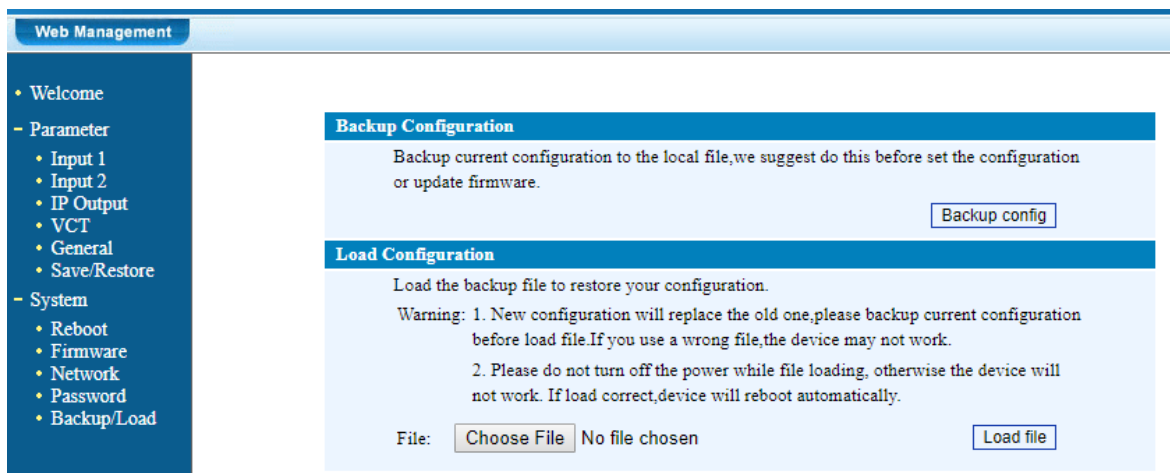 Web Management
Welcome
Parameter
Input 1
Input 2
IP Output
VCT
General
Save/Restore
System
Reboot
Firmware
Network
Password
Backup/Load
Backup Configuration
Backup current configuration to the local file,we suggest do this before set the configuration
or update firmware.
Backup config
Load Configuration
Load the backup file to restore your configuration.
Warning: 1. New configuration will replace the old one,please backup current configuration
before load file.If you use a wrong file,the device may not work.
2. Please do not turn off the power while file loading, otherwise the device will
not work. If load correct,device will reboot automatically.
File: Choose File No file chosen Load file